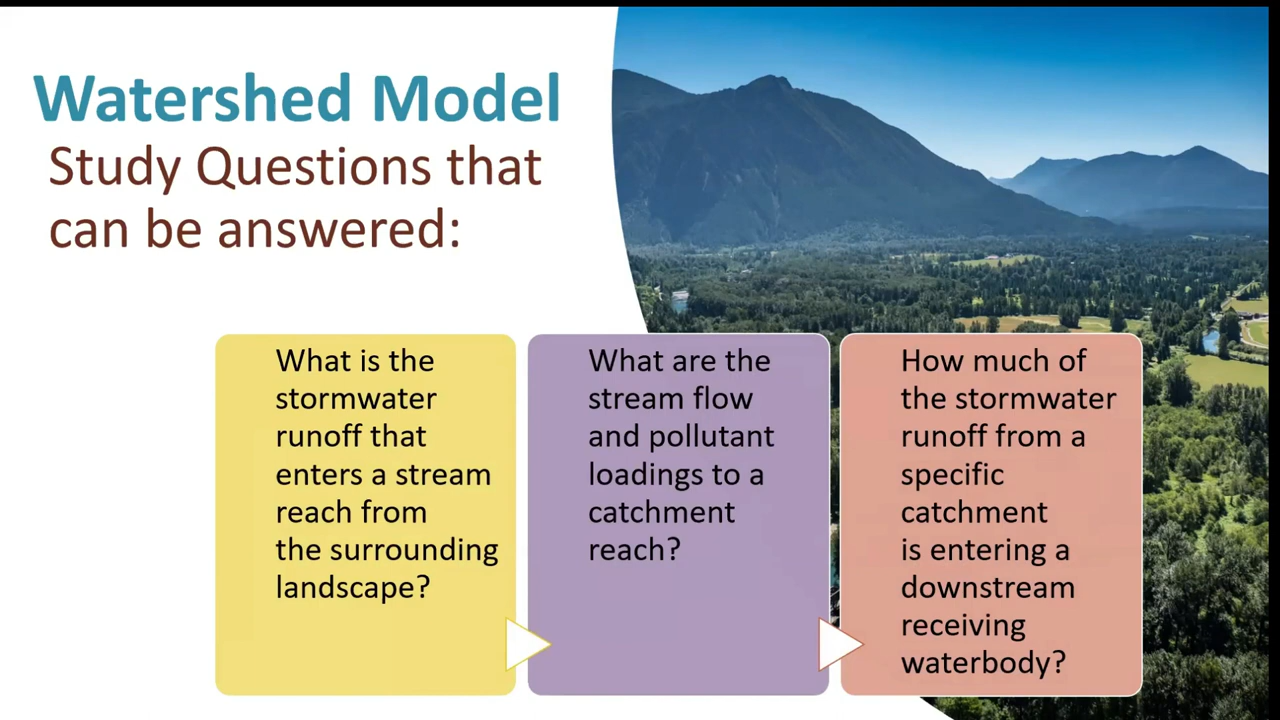 Watershed Model
Study Questions that
can be answered:
What is the
stormwater
runoff that
enters a stream
reach from
the surrounding
landscape?
What are the
stream flow
and pollutant
loadings to a
catchment
reach?
How much of
the stormwater
runoff from a
specific
catchment
is entering a
downstream
receiving
waterbody?